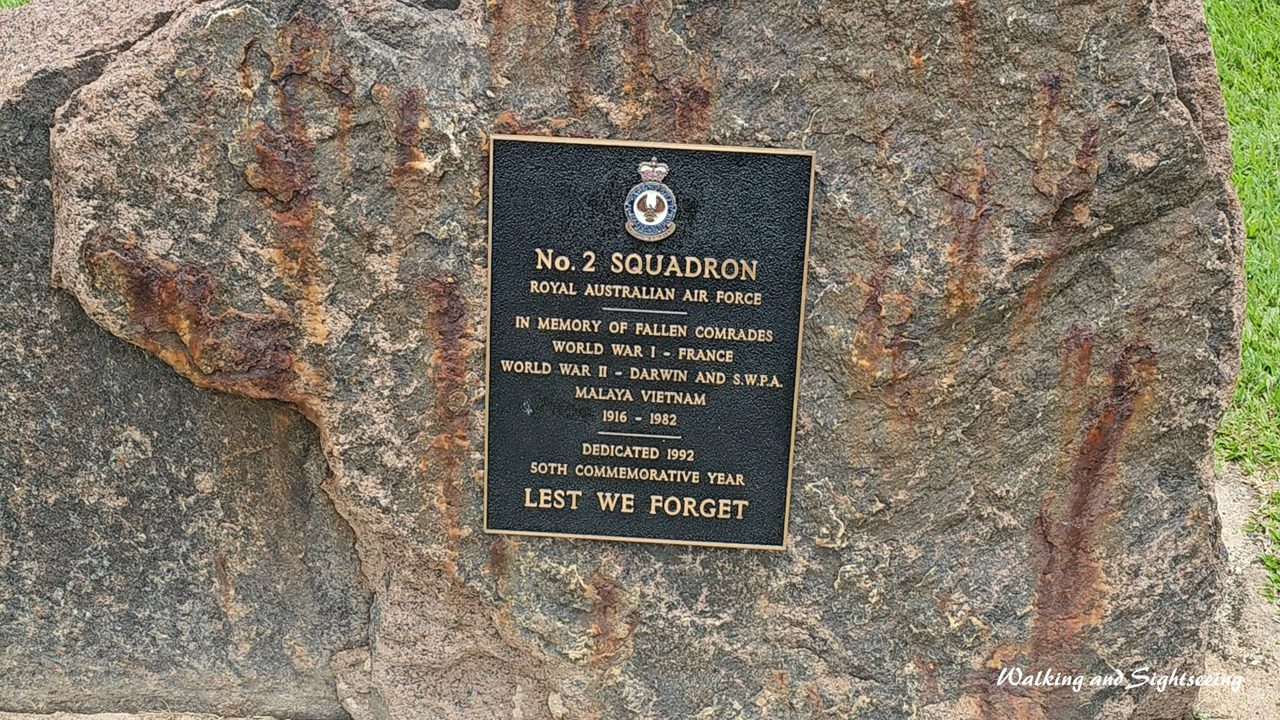 No. 2 SQUADRON
ROYAL AUSTRALIAN AIR FORCE
IN MEMORY OF FALLEN COMRADES
WORLD WAR I - FRANCE
WORLD WAR II - DARWIN AND S.W.P.A.
MALAYA VIETNAM
1916 - 1982
DEDICATED 1992
50TH COMMEMORATIVE YEAR
LEST WE FORGET
Walking and Sightseeing